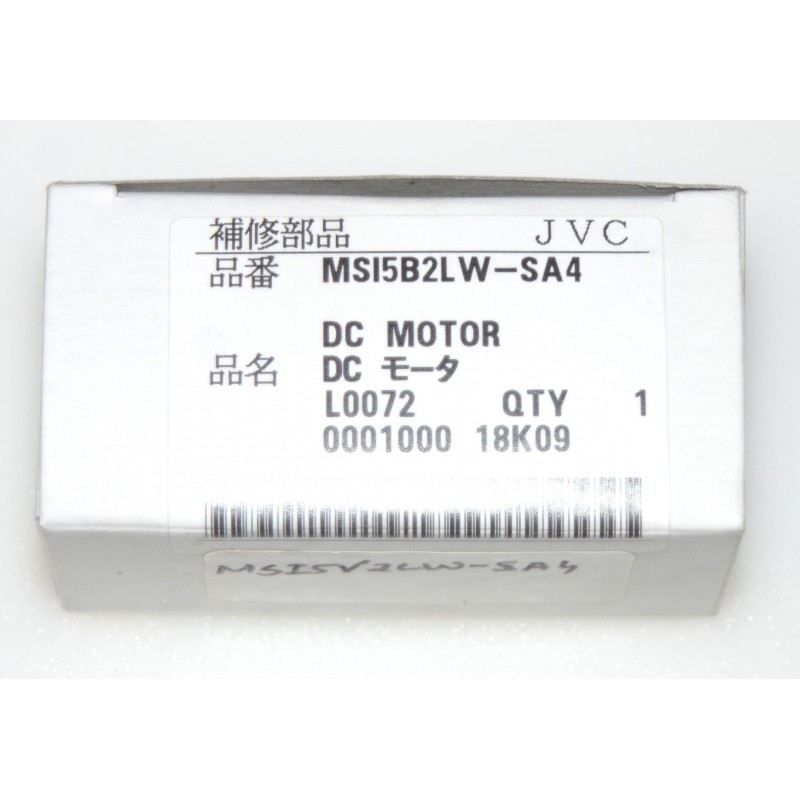 補修部品 JVC
品番 MSI5B2LW-SA4
DC MOTOR
品名 DC モータ
L0072 QTY 1
0001000 18K09
MSI5V2LW-SA4